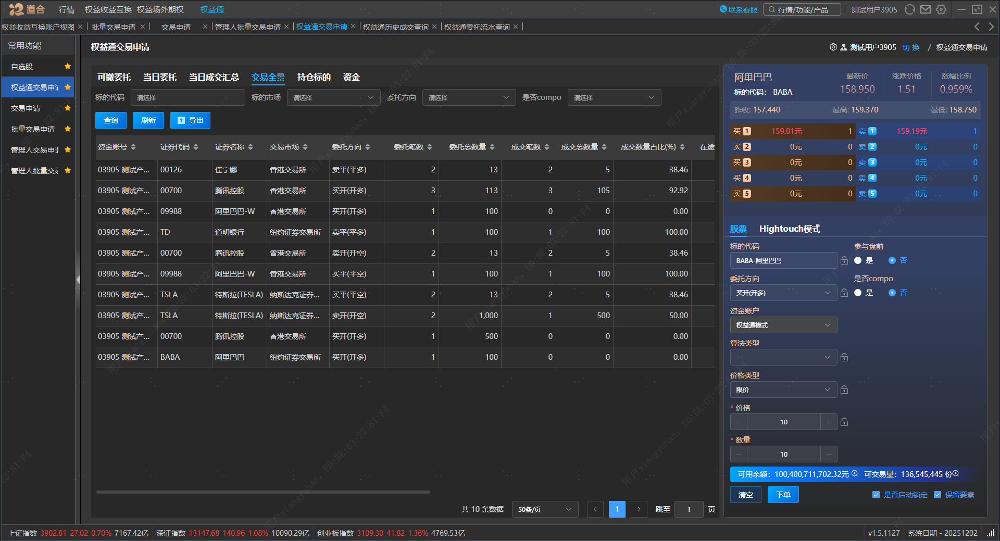 道合 行情 权益收益互换 权益场外期权 权益通 联系客服 行情/功能/产品 测试用户3905
权益收益互换账户视图 批量交易申请 交易申请 管理人批量交易申请 权益通交易申请 权益通历史成交查询 权益通委托流水查询
常用功能
自选股
权益通交易申请
交易申请
批量交易申请
管理人交易申请
管理人批量交易
权益通交易申请 测试用户3905 切换 / 权益通交易申请
可撤委托 当日委托 当日成交汇总 交易全景 持仓标的 资金
标的代码 请选择 标的市场 请选择 委托方向 请选择 是否compo 请选择
查询 刷新 导出
资金账号 证券代码 证券名称 交易市场 委托方向 委托笔数 委托总数量 成交笔数 成交总数量 成交数量占比(%) 在途
03905 测试产... 00126 佳宁娜 香港交易所 卖平(平多) 2 13 2 5 38.46
03905 测试产... 00700 腾讯控股 香港交易所 买开(开多) 3 113 3 105 92.92
03905 测试产... 09988 阿里巴巴-W 香港交易所 买开(开多) 1 100 0 0 0.00
03905 测试产... TD 道明银行 纽约证券交易所 卖平(平多) 1 100 1 100 100.00
03905 测试产... 00700 腾讯控股 香港交易所 卖开(开空) 2 13 2 5 38.46
03905 测试产... 09988 阿里巴巴-W 香港交易所 买平(平空) 1 100 1 100 100.00
03905 测试产... TSLA 特斯拉(TESLA) 纳斯达克证券... 买平(平空) 2 13 2 5 38.46
03905 测试产... TSLA 特斯拉(TESLA) 纳斯达克证券... 卖开(开空) 2 1,000 1 500 50.00
03905 测试产... 00700 腾讯控股 香港交易所 买开(开多) 1 500 0 0 0.00
03905 测试产... BABA 阿里巴巴 纽约证券交易所 买开(开多) 1 100 0 0 0.00
共 10 条数据 50条/页 1 跳至 1 页
阿里巴巴 最新价 涨跌价格 涨幅比例
标的代码: BABA 158.950 1.51 0.959%
昨收: 157.440 最高: 159.370 最低: 158.750
买 1 159.01元 1 卖 1 159.19元 1
买 2 0元 0 卖 2 0元 0
买 3 0元 0 卖 3 0元 0
买 4 0元 0 卖 4 0元 0
买 5 0元 0 卖 5 0元 0
股票 Hightouch模式
标的代码 参与盘前
BABA-阿里巴巴 是 否
委托方向 是否compo
买开(开多) 是 否
资金账户
权益通模式
算法类型
--
价格类型
限价
* 价格
10
* 数量
10
可用余额: 100,400,711,702.32元 可交易量: 136,545,445 份
清空 下单 是否启动锁定 保留要素
上证指数 3902.81 27.02 0.70% 7167.42亿 深证指数 13147.68 140.96 1.08% 10090.29亿 创业板指数 3109.30 41.82 1.36% 4769.53亿 v1.5.1127 系统日期 - 20251202
用户xiangyuhan, E0:BE:03:22:81:F4